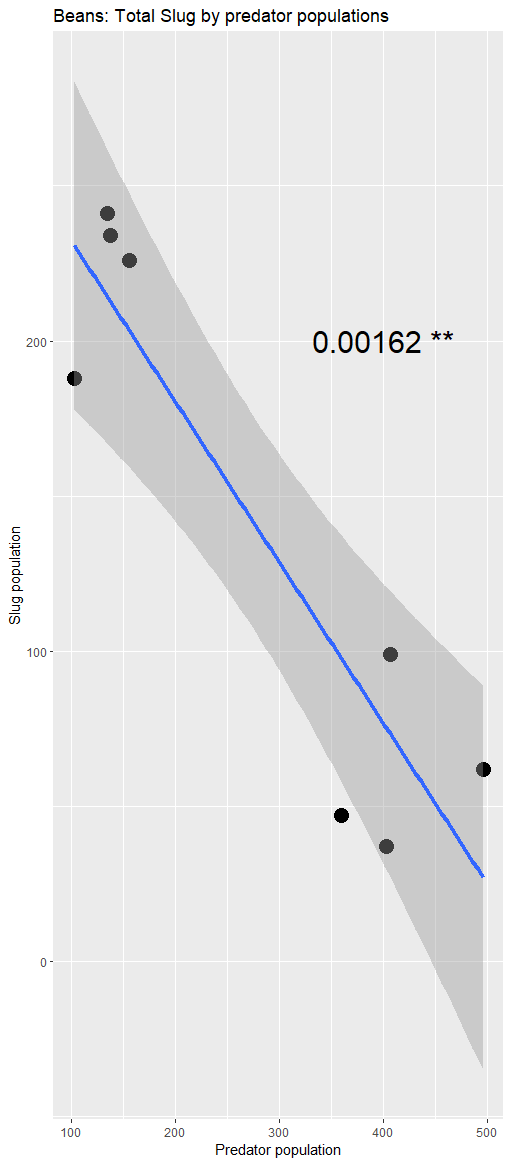 Beans: Total Slug by predator populations
0.00162 **
200
100
0
Slug population
100 200 300 400 500
Predator population